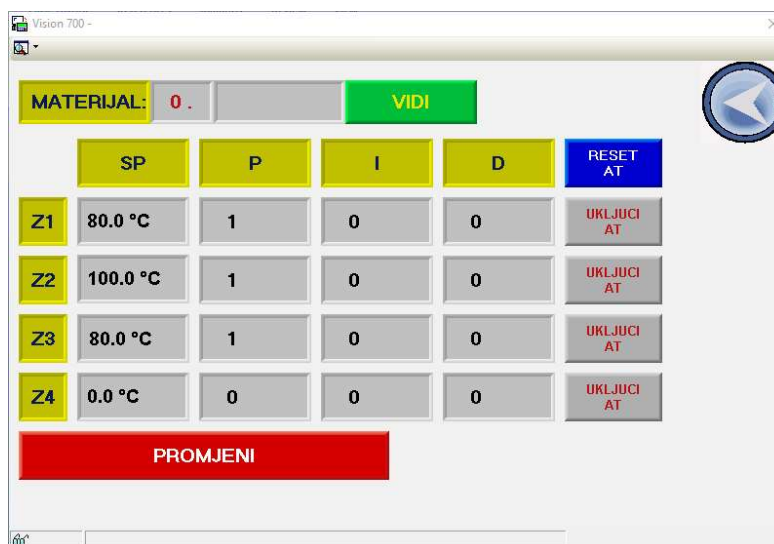 Vision 700 -
MATERIJAL: 0. VIDI
SP P I D RESET AT
Z1 80.0 °C 1 0 0 UKLJUCI AT
Z2 100.0 °C 1 0 0 UKLJUCI AT
Z3 80.0 °C 1 0 0 UKLJUCI AT
Z4 0.0 °C 0 0 0 UKLJUCI AT
PROMJENI